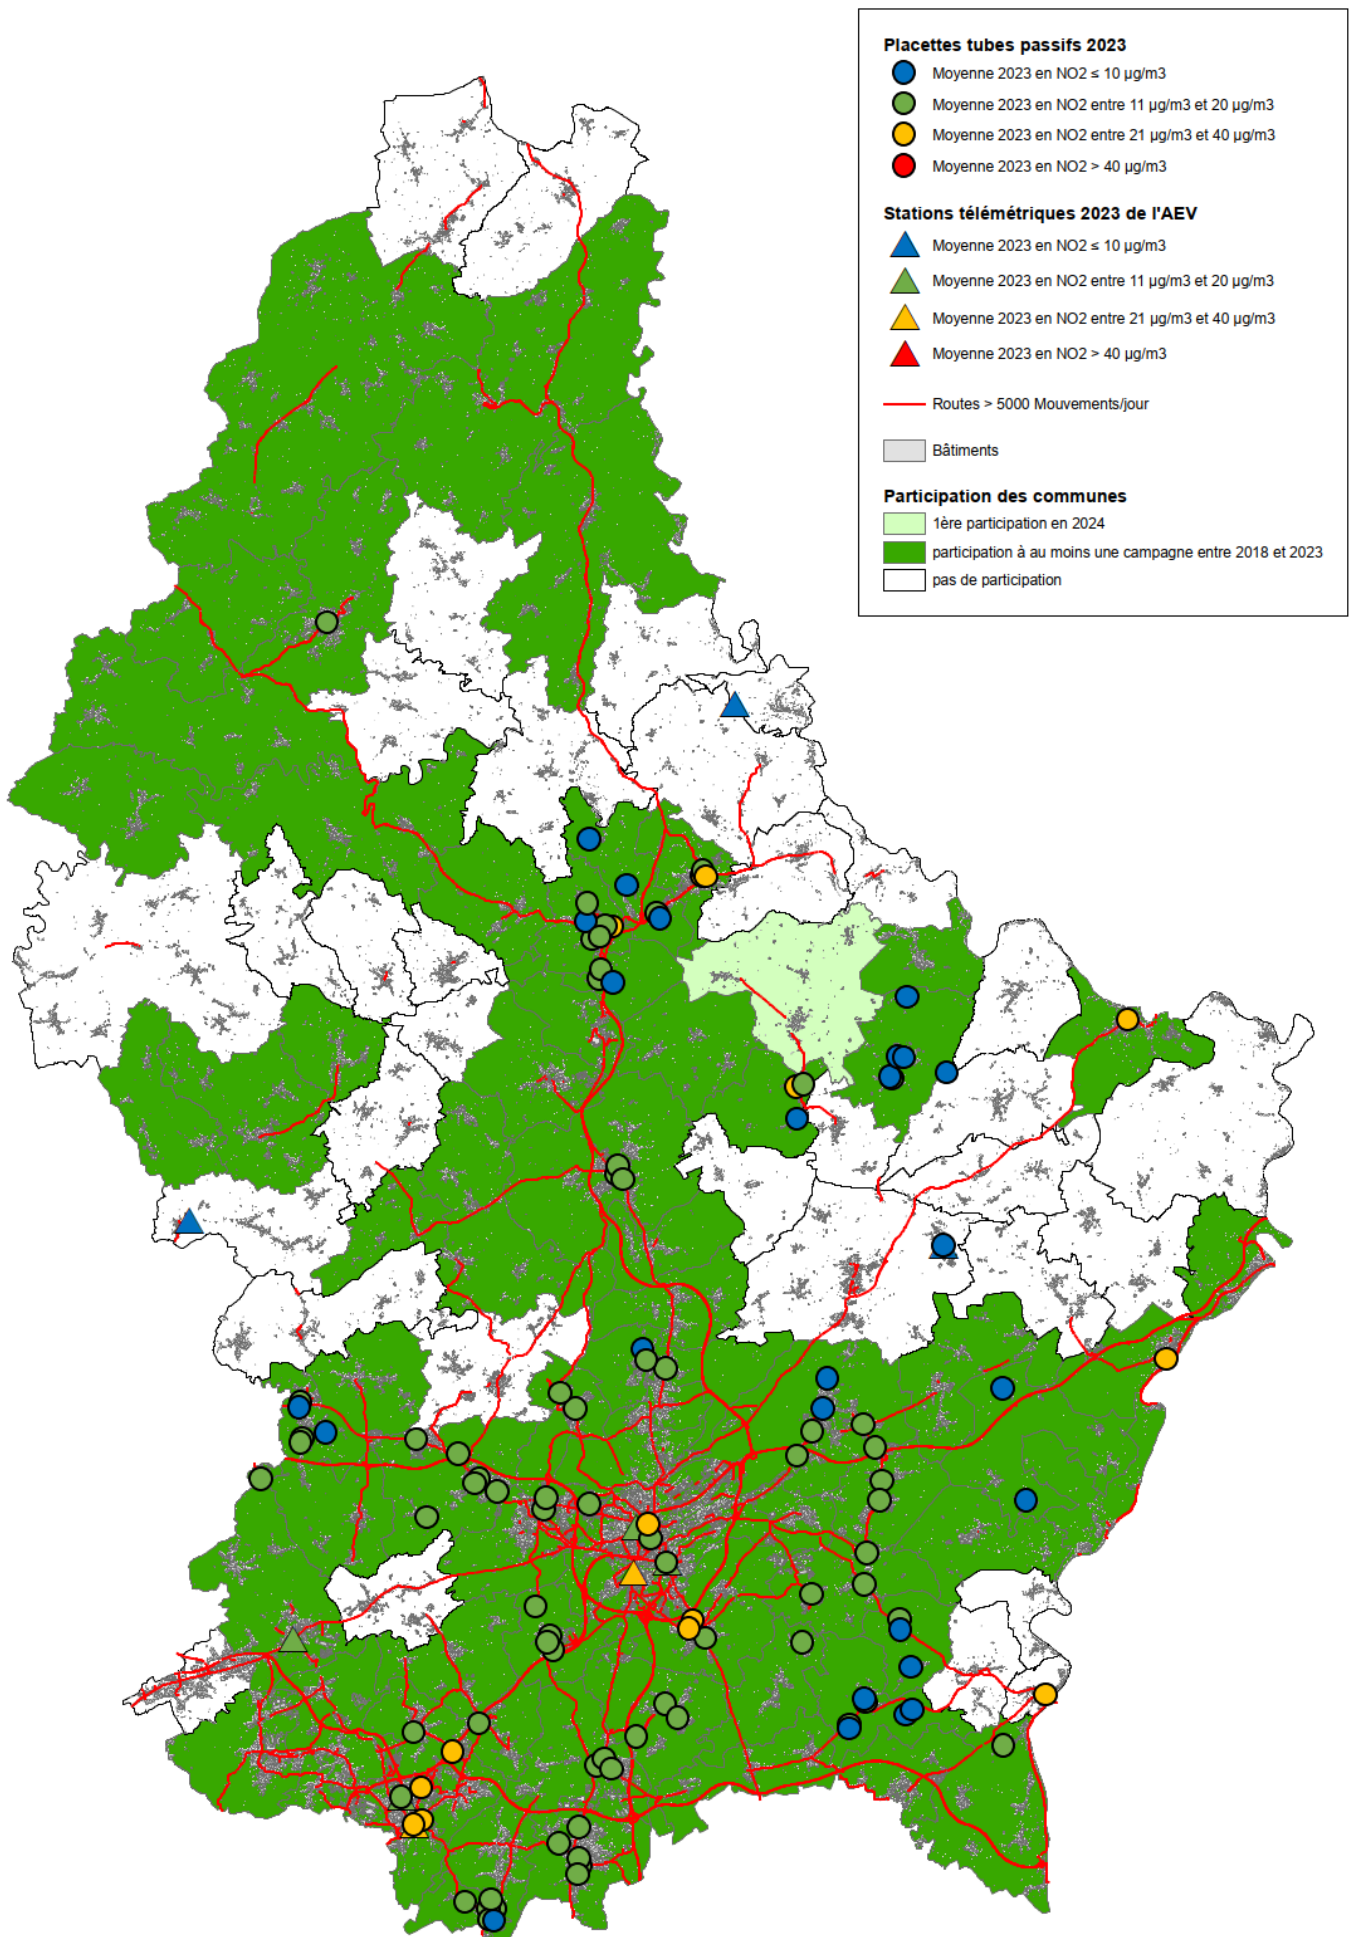 Placettes tubes passifs 2023
Moyenne 2023 en NO2 ≤ 10 µg/m3
Moyenne 2023 en NO2 entre 11 µg/m3 et 20 µg/m3
Moyenne 2023 en NO2 entre 21 µg/m3 et 40 µg/m3
Moyenne 2023 en NO2 > 40 µg/m3
Stations télémétriques 2023 de l'AEV
Moyenne 2023 en NO2 ≤ 10 µg/m3
Moyenne 2023 en NO2 entre 11 µg/m3 et 20 µg/m3
Moyenne 2023 en NO2 entre 21 µg/m3 et 40 µg/m3
Moyenne 2023 en NO2 > 40 µg/m3
Routes > 5000 Mouvements/jour
Bâtiments
Participation des communes
1ère participation en 2024
participation à au moins une campagne entre 2018 et 2023
pas de participation